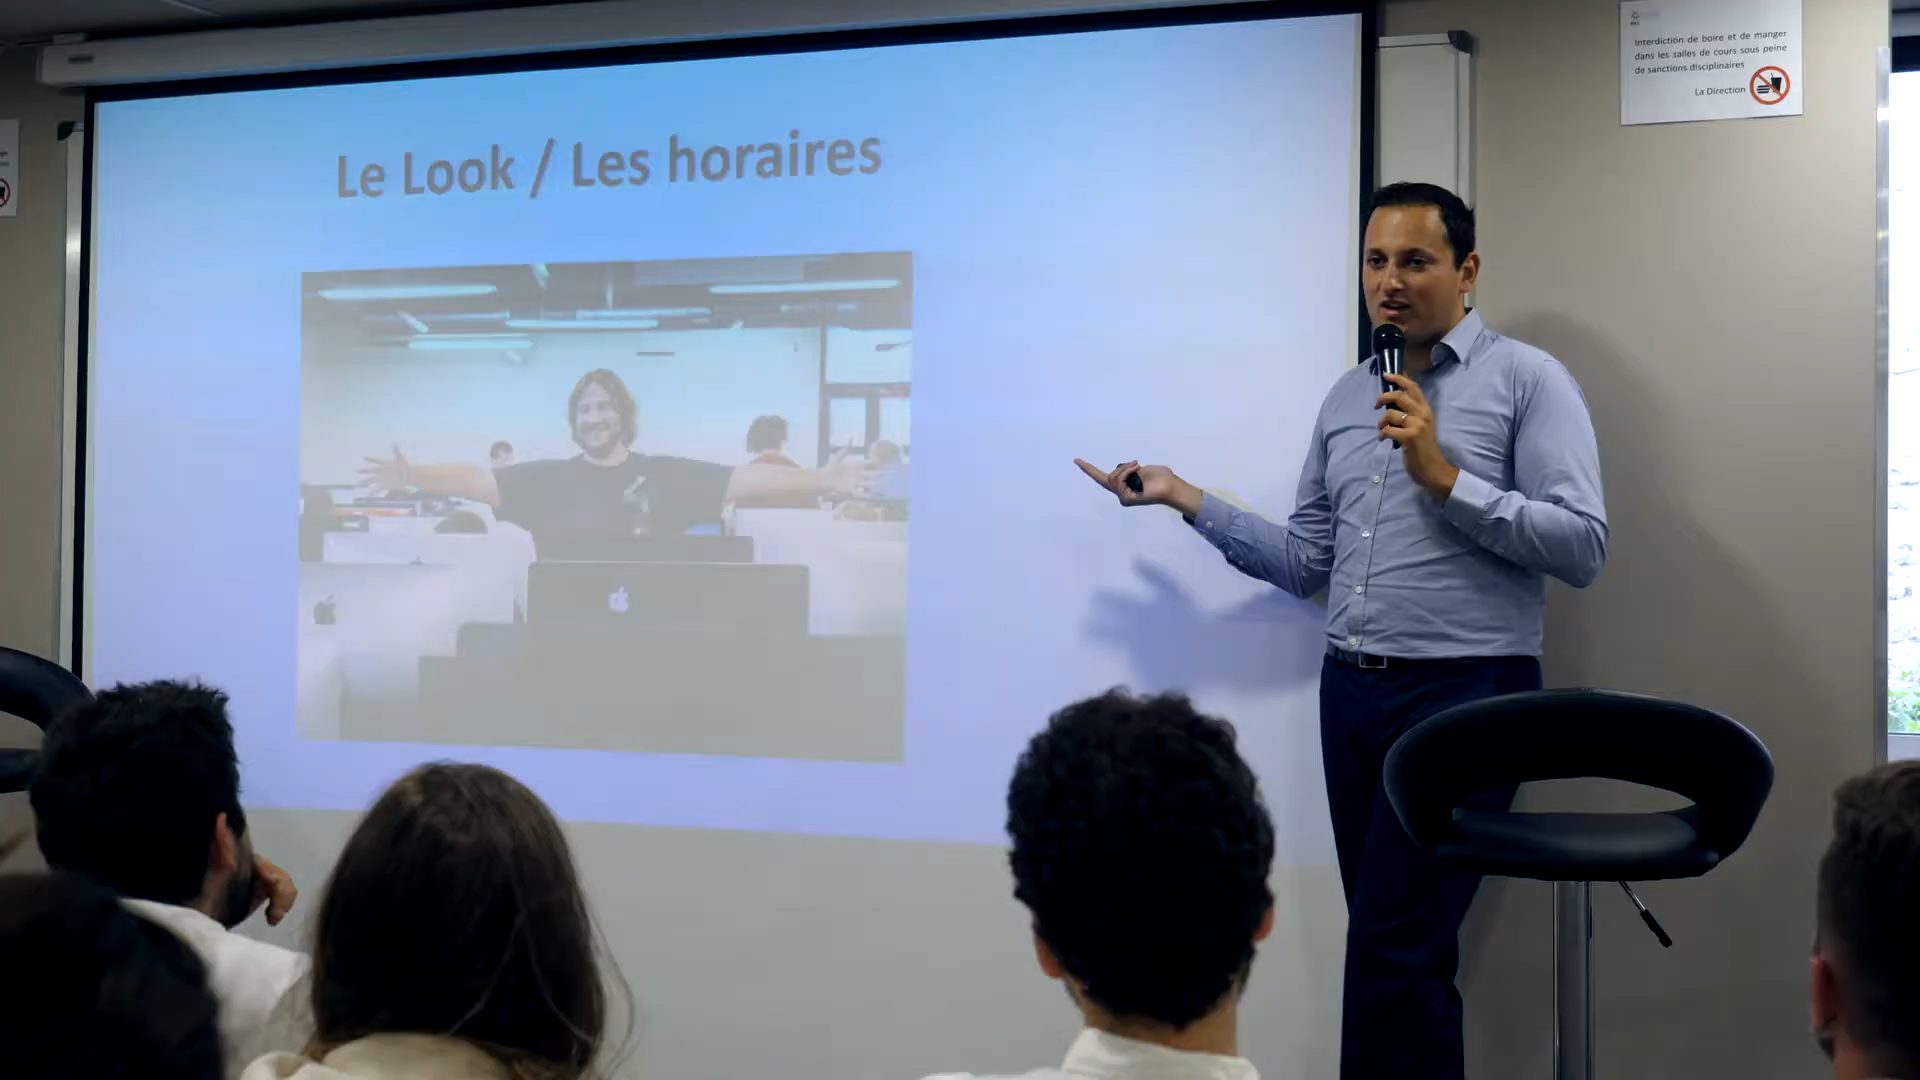 Le Look / Les horaires
Interdiction de boire et de manger
dans les salles de cours sous peine
de sanctions disciplinaires
La Direction